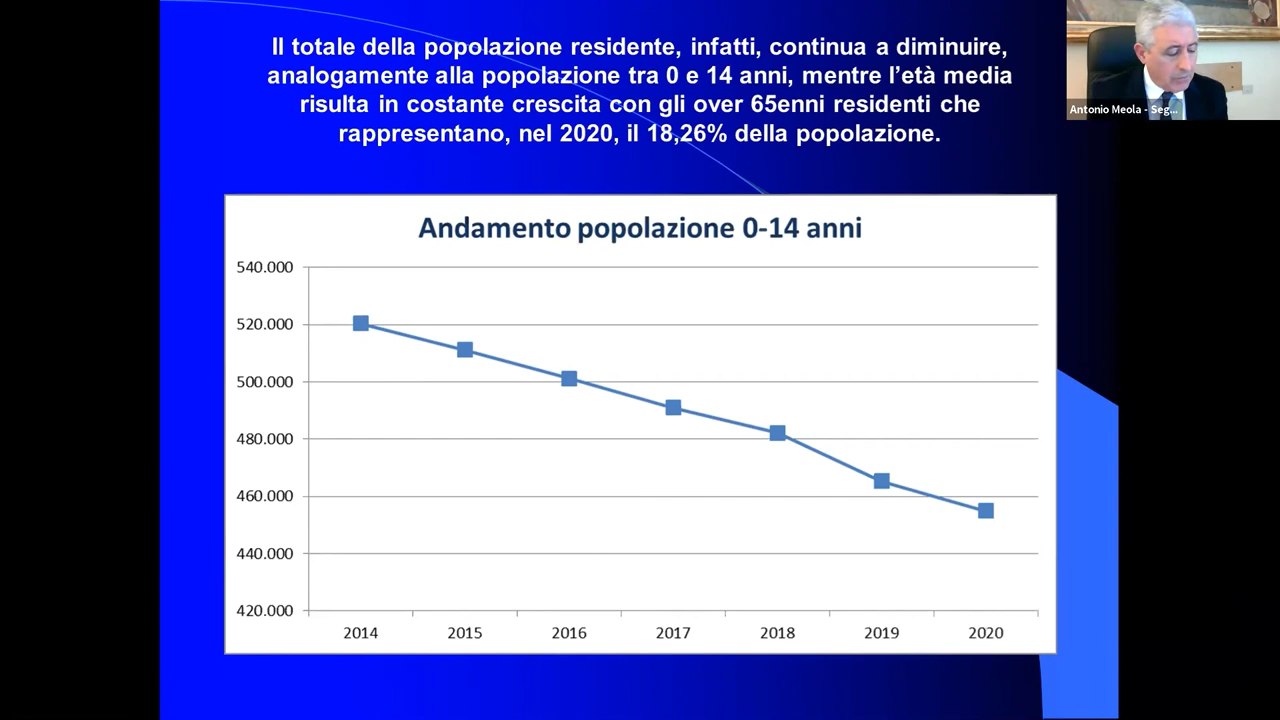 Il totale della popolazione residente, infatti, continua a diminuire,
analogamente alla popolazione tra 0 e 14 anni, mentre l’età media
risulta in costante crescita con gli over 65enni residenti che
rappresentano, nel 2020, il 18,26% della popolazione.
Antonio Meola - Seg...
Andamento popolazione 0-14 anni
540.000
520.000
500.000
480.000
460.000
440.000
420.000
2014 2015 2016 2017 2018 2019 2020